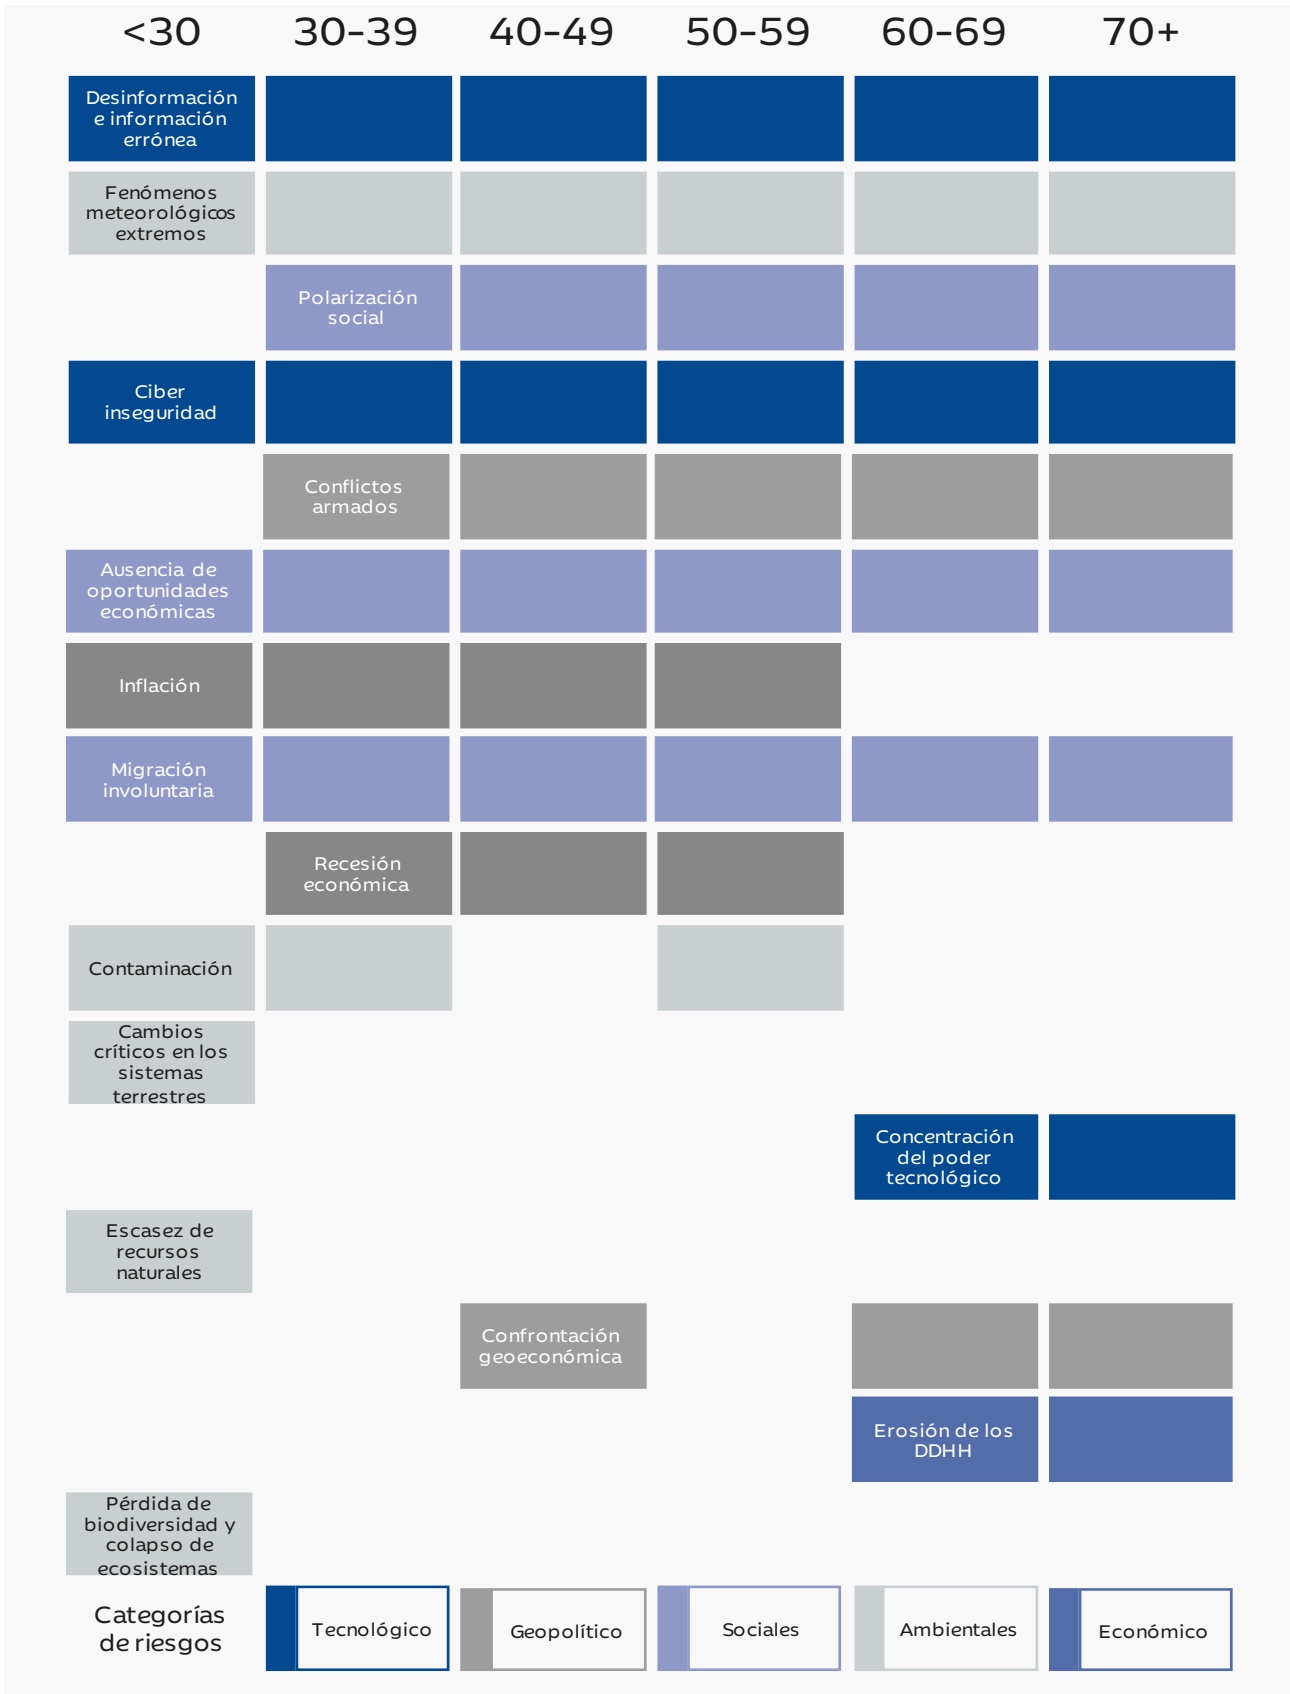 <30 30-39 40-49 50-59 60-69 70+
Desinformación
e información
errónea
Fenómenos
meteorológicos
extremos
Polarización
social
Ciber
inseguridad
Conflictos
armados
Ausencia de
oportunidades
económicas
Inflación
Migración
involuntaria
Recesión
económica
Contaminación
Cambios
críticos en los
sistemas
terrestres
Concentración
del poder
tecnológico
Escasez de
recursos
naturales
Confrontación
geoeconómica
Erosión de los
DDHH
Pérdida de
biodiversidad y
colapso de
ecosistemas
Categorías
de riesgos
Tecnológico
Geopolítico
Sociales
Ambientales
Económico